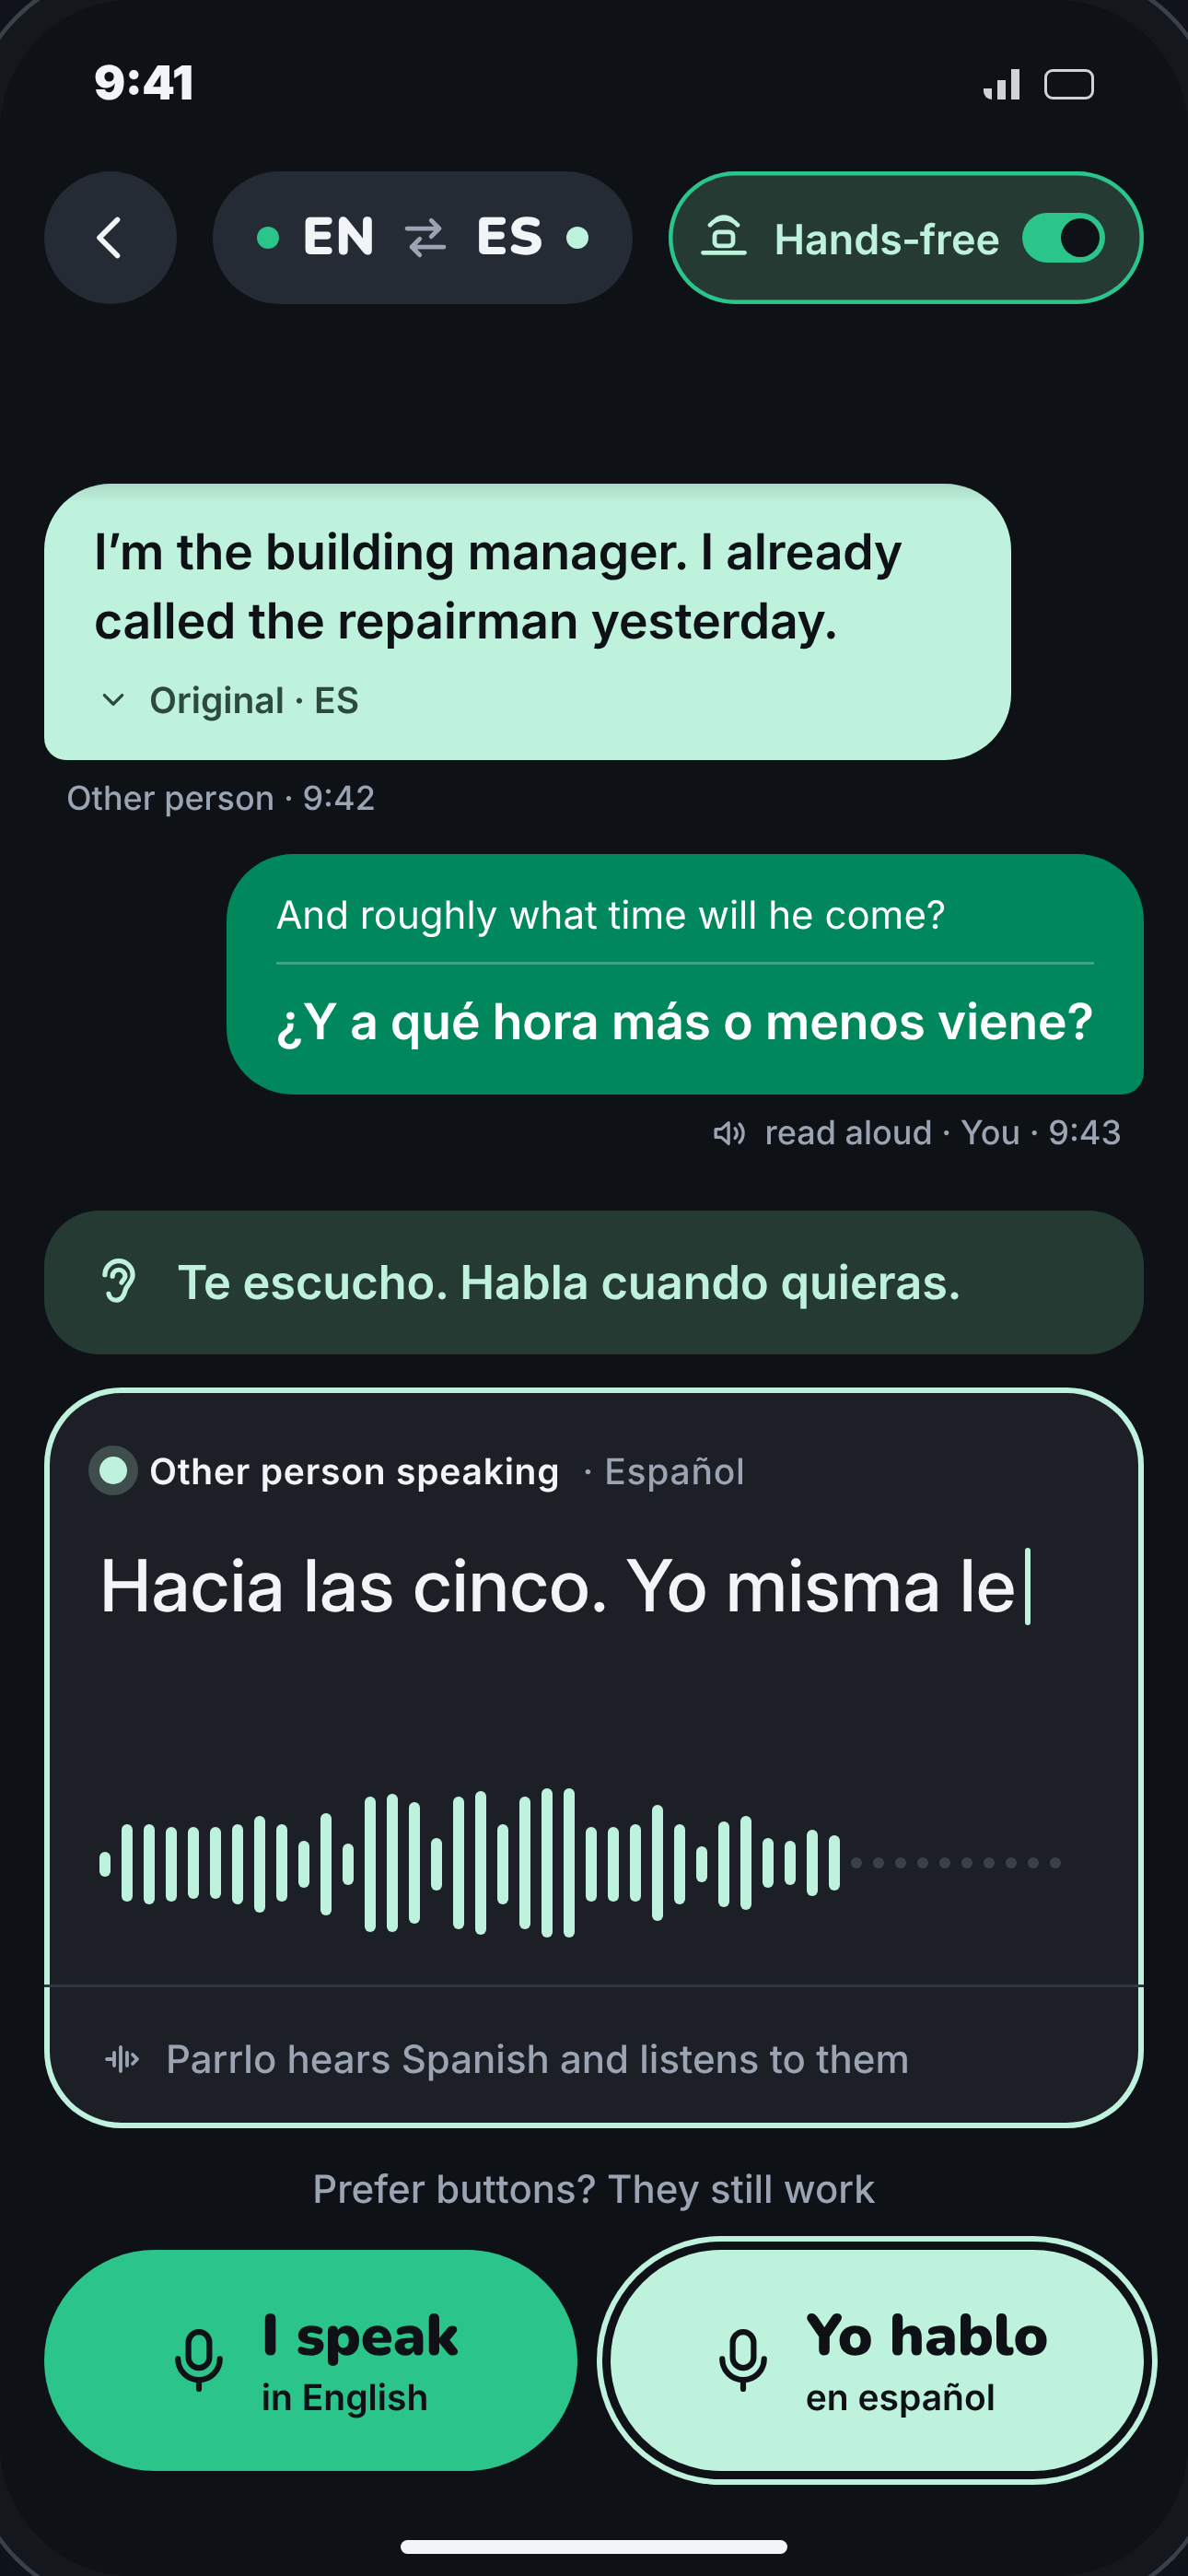 9:41
EN ES
Hands-free
I’m the building manager. I already
called the repairman yesterday.
Original · ES
Other person · 9:42
And roughly what time will he come?
¿Y a qué hora más o menos viene?
read aloud · You · 9:43
Te escucho. Habla cuando quieras.
Other person speaking · Español
Hacia las cinco. Yo misma le
Parrlo hears Spanish and listens to them
Prefer buttons? They still work
I speak
in English
Yo hablo
en español